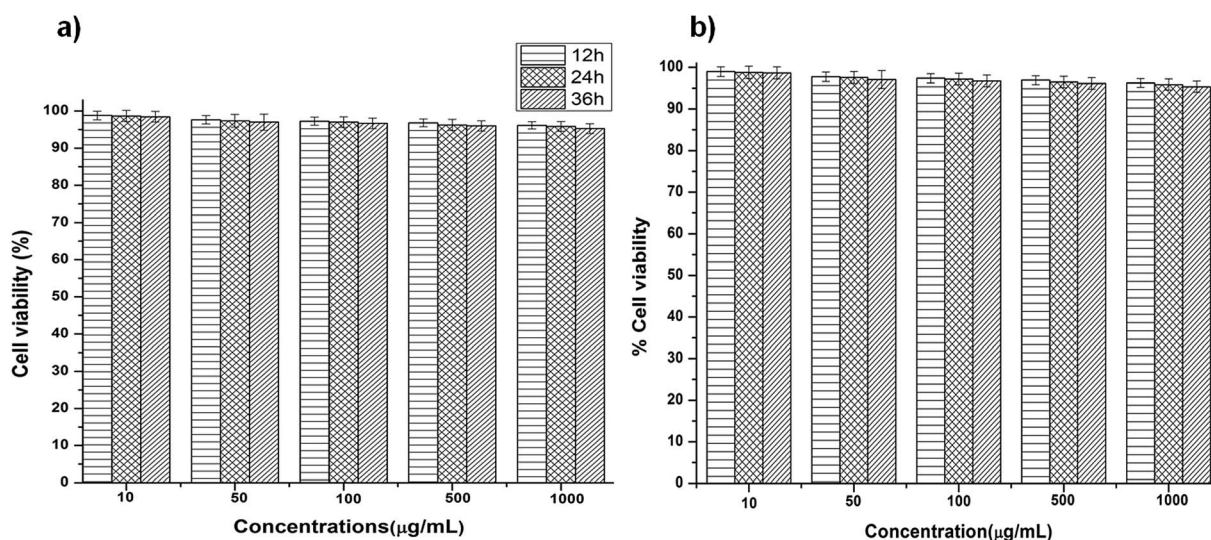 a)
12h
24h
36h
100
90
80
70
60
50
40
30
20
10
0
Cell viability (%)
10 50 100 500 1000
Concentrations(µg/mL)
b)
100
90
80
70
60
50
40
30
20
10
0
% Cell viability
10 50 100 500 1000
Concentration(µg/mL)